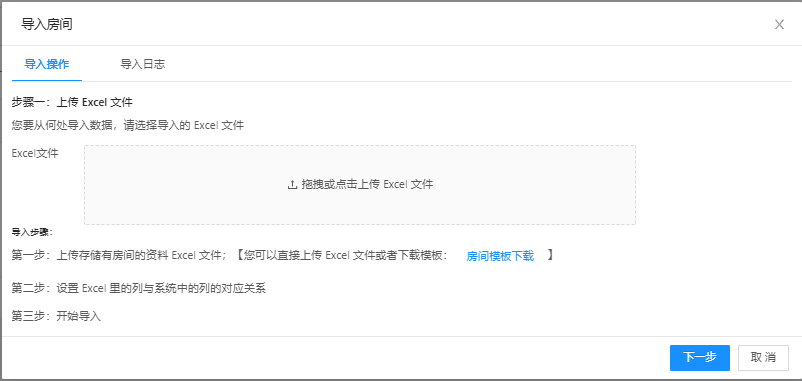 导入房间
导入操作 导入日志
步骤一：上传 Excel 文件
您要从何处导入数据，请选择导入的 Excel 文件
Excel文件
拖拽或点击上传 Excel 文件
导入步骤：
第一步：上传存储有房间的资料 Excel 文件；【您可以直接上传 Excel 文件或者下载模板： 房间模板下载 】
第二步：设置 Excel 里的列与系统中的列的对应关系
第三步：开始导入
下一步 取 消